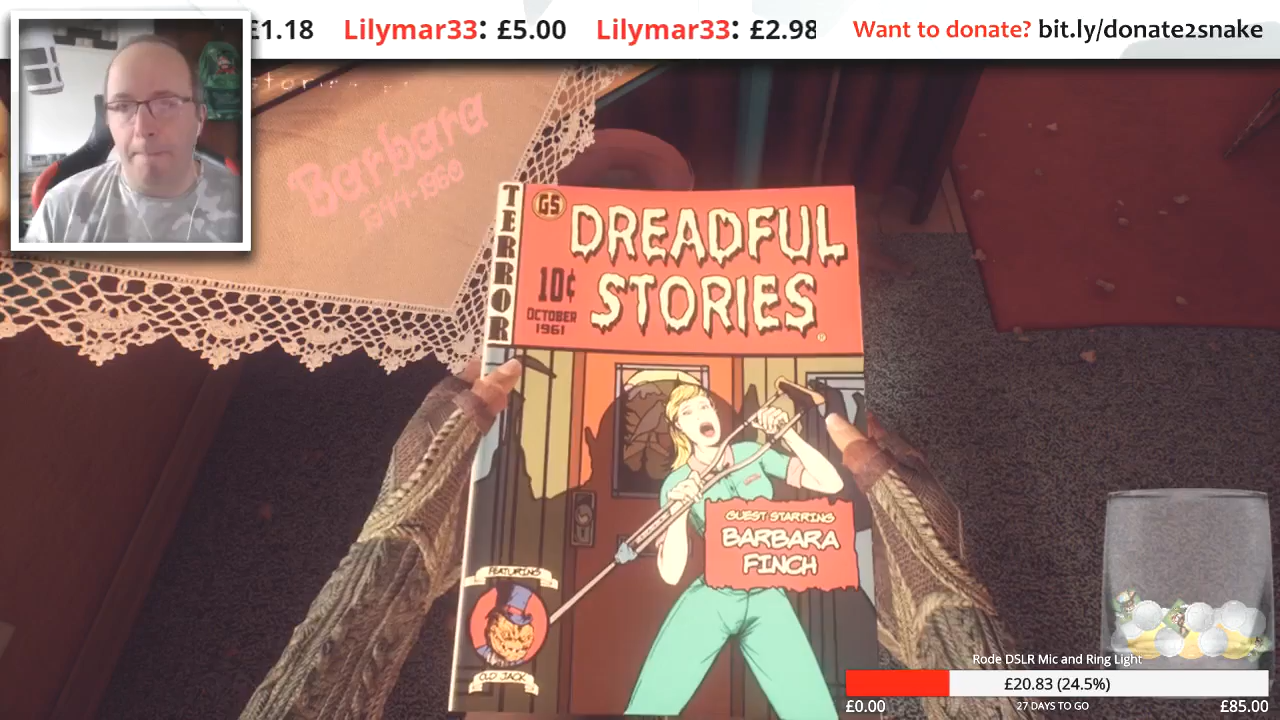 £1.18 Lilymar33: £5.00 Lilymar33: £2.98
Want to donate? bit.ly/donate2snake
Barbara
1944-1960
TERROR
GS
DREADFUL
STORIES
10¢
OCTOBER
1961
GUEST STARRING
BARBARA
FINCH
FEATURING
OLD JACK
Rode DSLR Mic and Ring Light
£20.83 (24.5%)
£0.00
27 DAYS TO GO
£85.00